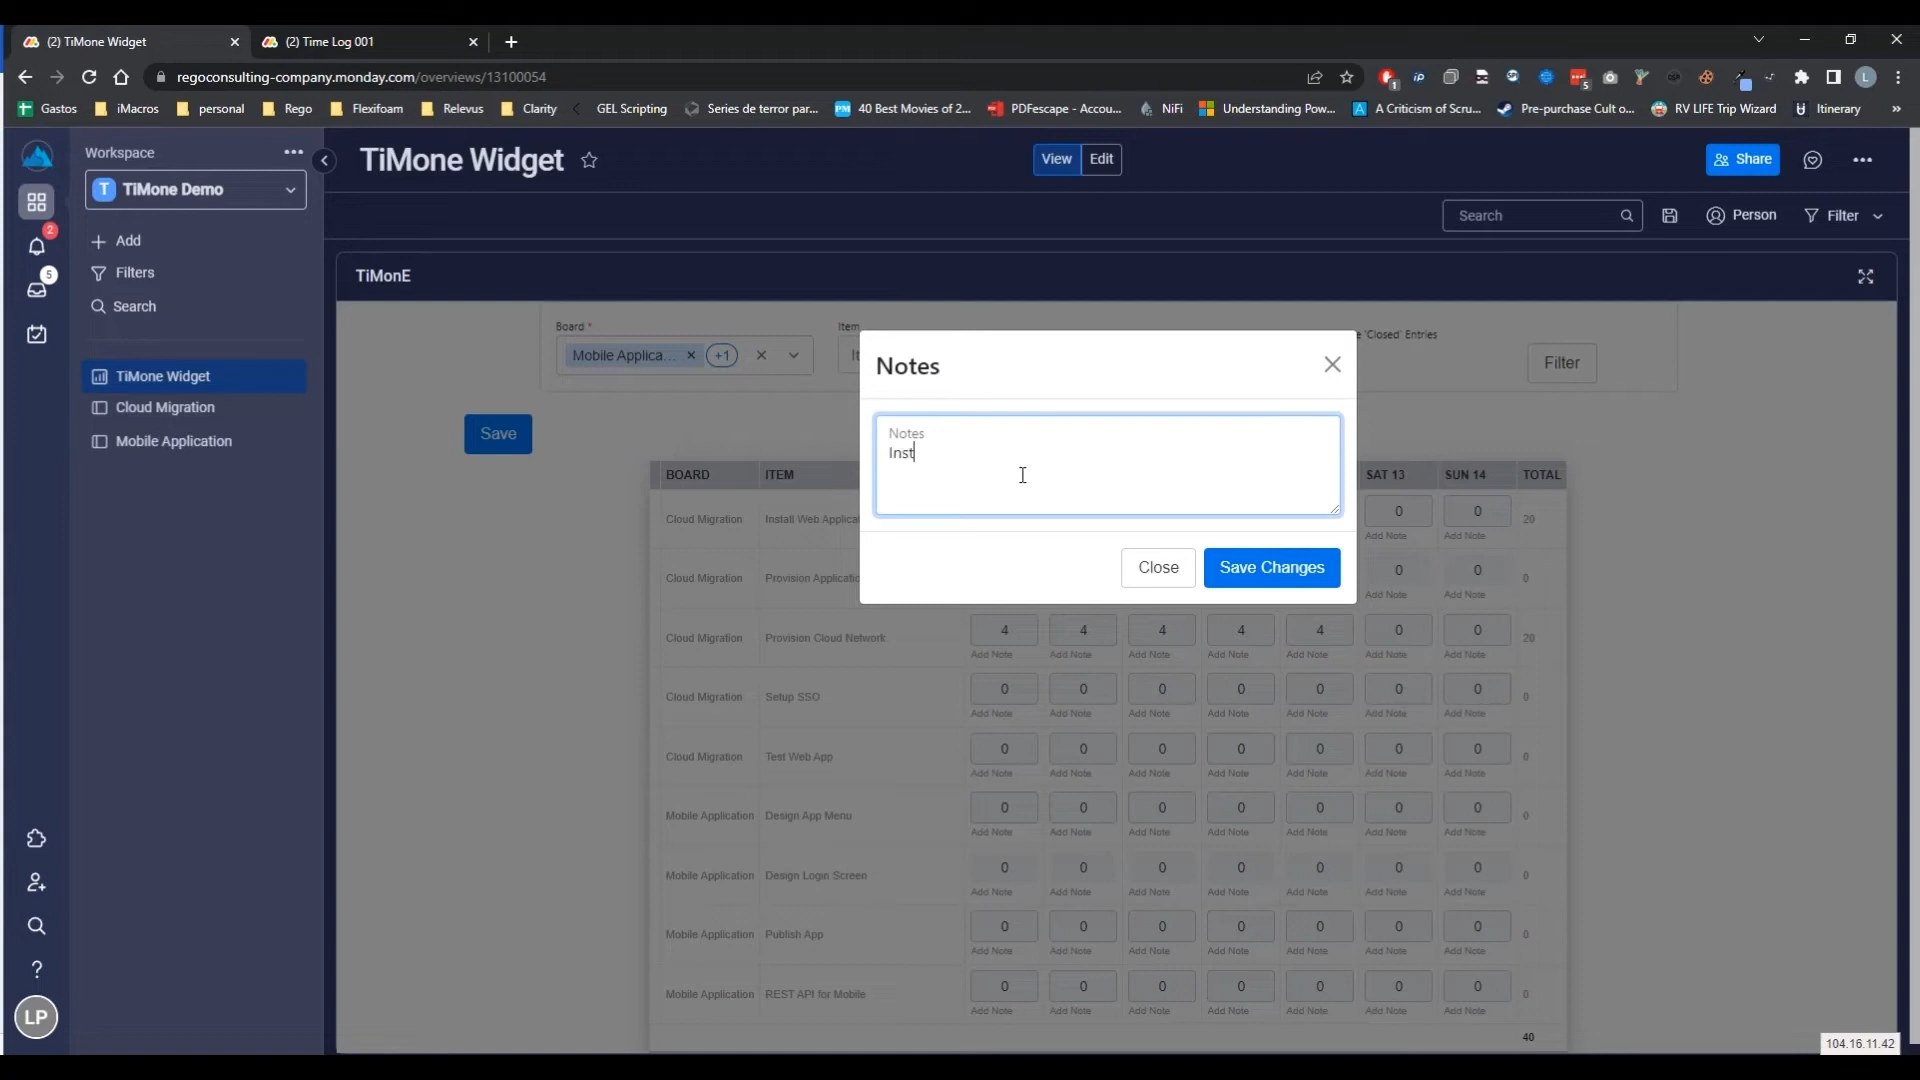 (2) TiMone Widget
(2) Time Log 001
regoconsulting-company.monday.com/overviews/13100054
Gastos
iMacros
personal
Rego
Flexifoam
Relevus
Clarity
GEL Scripting
Series de terror par...
40 Best Movies of 2...
PDFescape - Accou...
NiFi
Understanding Pow...
A Criticism of Scru...
Pre-purchase Cult o...
RV LIFE Trip Wizard
Itinerary
»
Workspace
T TiMone Demo
Add
Filters
Search
TiMone Widget
Cloud Migration
Mobile Application
2
5
LP
TiMone Widget
View Edit
Share
Search
Person
Filter
TiMonE
Board *
Mobile Applica...
+1
Item
e 'Closed' Entries
Filter
Save
Notes
Notes
Inst
Close
Save Changes
BOARD ITEM SAT 13 SUN 14 TOTAL
Cloud Migration Install Web Applica 0 0 20
Add Note Add Note
Cloud Migration Provision Applicatio 0 0 0
Add Note Add Note
Cloud Migration Provision Cloud Network 4 4 4 4 4 0 0 20
Add Note Add Note Add Note Add Note Add Note Add Note Add Note
Cloud Migration Setup SSO 0 0 0 0 0 0 0 0
Add Note Add Note Add Note Add Note Add Note Add Note Add Note
Cloud Migration Test Web App 0 0 0 0 0 0 0 0
Add Note Add Note Add Note Add Note Add Note Add Note Add Note
Mobile Application Design App Menu 0 0 0 0 0 0 0 0
Add Note Add Note Add Note Add Note Add Note Add Note Add Note
Mobile Application Design Login Screen 0 0 0 0 0 0 0 0
Add Note Add Note Add Note Add Note Add Note Add Note Add Note
Mobile Application Publish App 0 0 0 0 0 0 0 0
Add Note Add Note Add Note Add Note Add Note Add Note Add Note
Mobile Application REST API for Mobile 0 0 0 0 0 0 0 0
Add Note Add Note Add Note Add Note Add Note Add Note Add Note
40
104.16.11.42